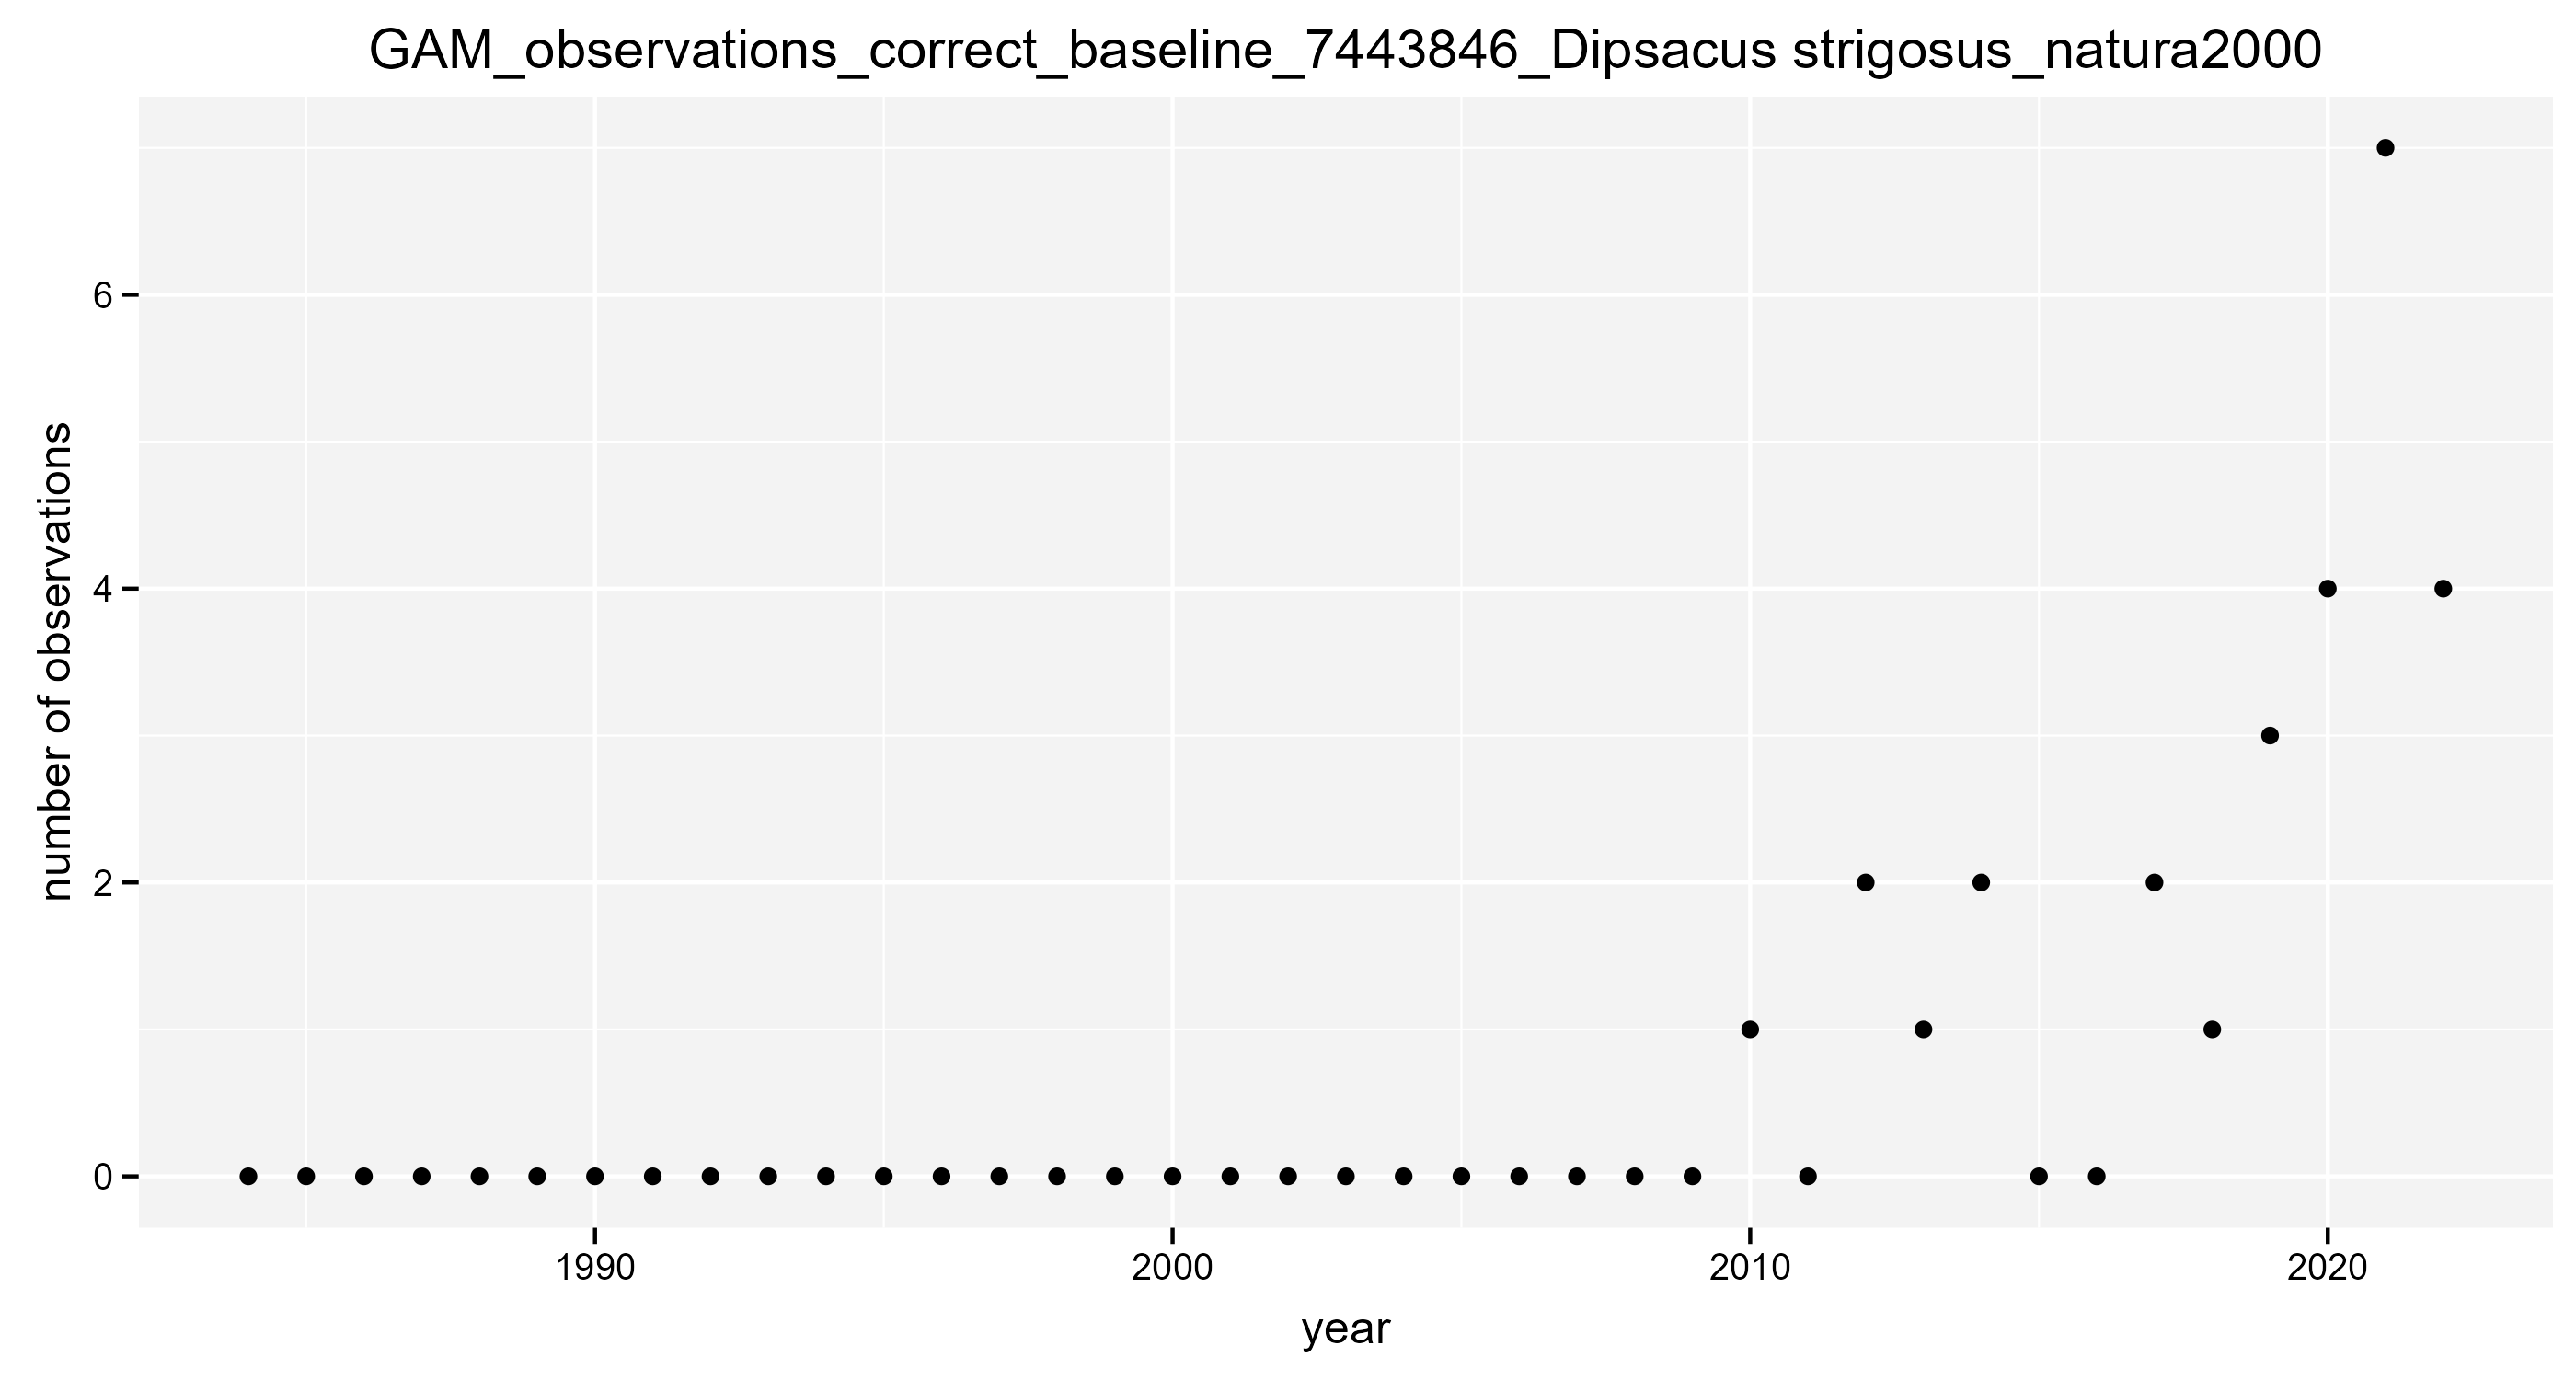 GAM_observations_correct_baseline_7443846_Dipsacus strigosus_natura2000
number of observations
6
4
2
0
1990 2000 2010 2020
year